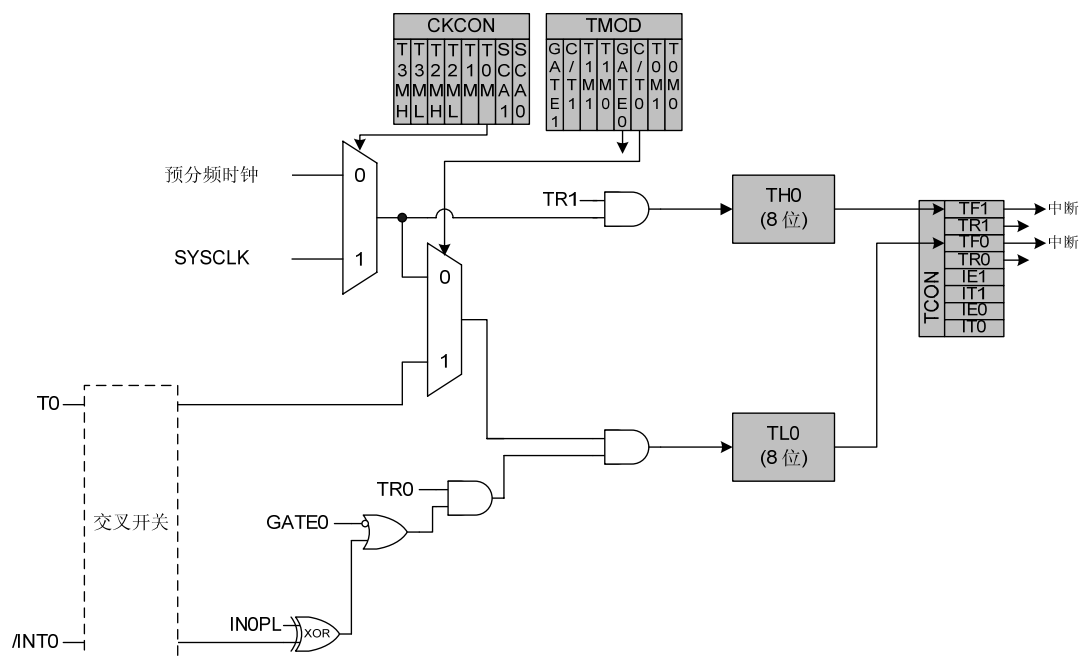 CKCON
T3MH
T3ML
T2MH
T2ML
T1M
T0M
SCA1
SCA0
TMOD
GATE1
C/T1
T1M1
T1M0
GATE0
C/T0
T0M1
T0M0
预分频时钟
0
SYSCLK
1
TR1
TH0
(8 位)
0
1
TCON
TF1
中断
TR1
TF0
中断
TR0
IE1
IT1
IE0
IT0
T0
交叉开关
TL0
(8 位)
TR0
GATE0
IN0PL
XOR
/INT0